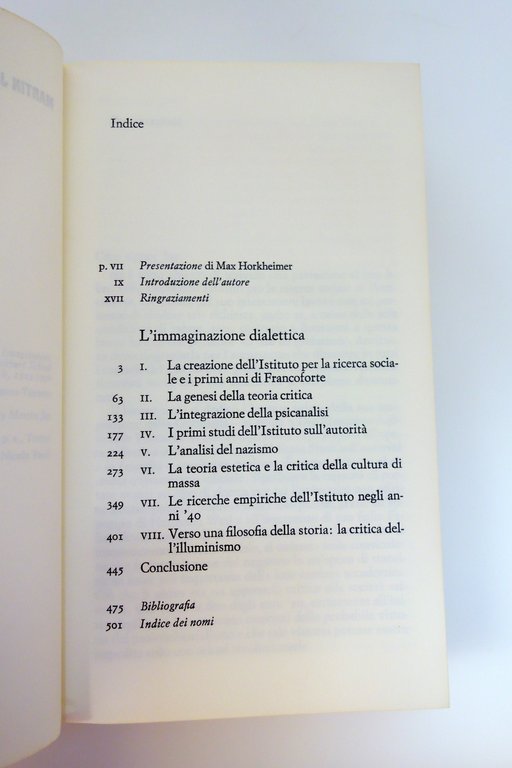 Indice
p. VII Presentazione di Max Horkheimer
IX Introduzione dell'autore
XVII Ringraziamenti
L'immaginazione dialettica
3 I. La creazione dell'Istituto per la ricerca socia-
le e i primi anni di Francoforte
63 II. La genesi della teoria critica
133 III. L'integrazione della psicanalisi
177 IV. I primi studi dell'Istituto sull'autorità
224 V. L'analisi del nazismo
273 VI. La teoria estetica e la critica della cultura di
massa
349 VII. Le ricerche empiriche dell'Istituto negli an-
ni '40
401 VIII. Verso una filosofia della storia: la critica del-
l'illuminismo
445 Conclusione
475 Bibliografia
501 Indice dei nomi